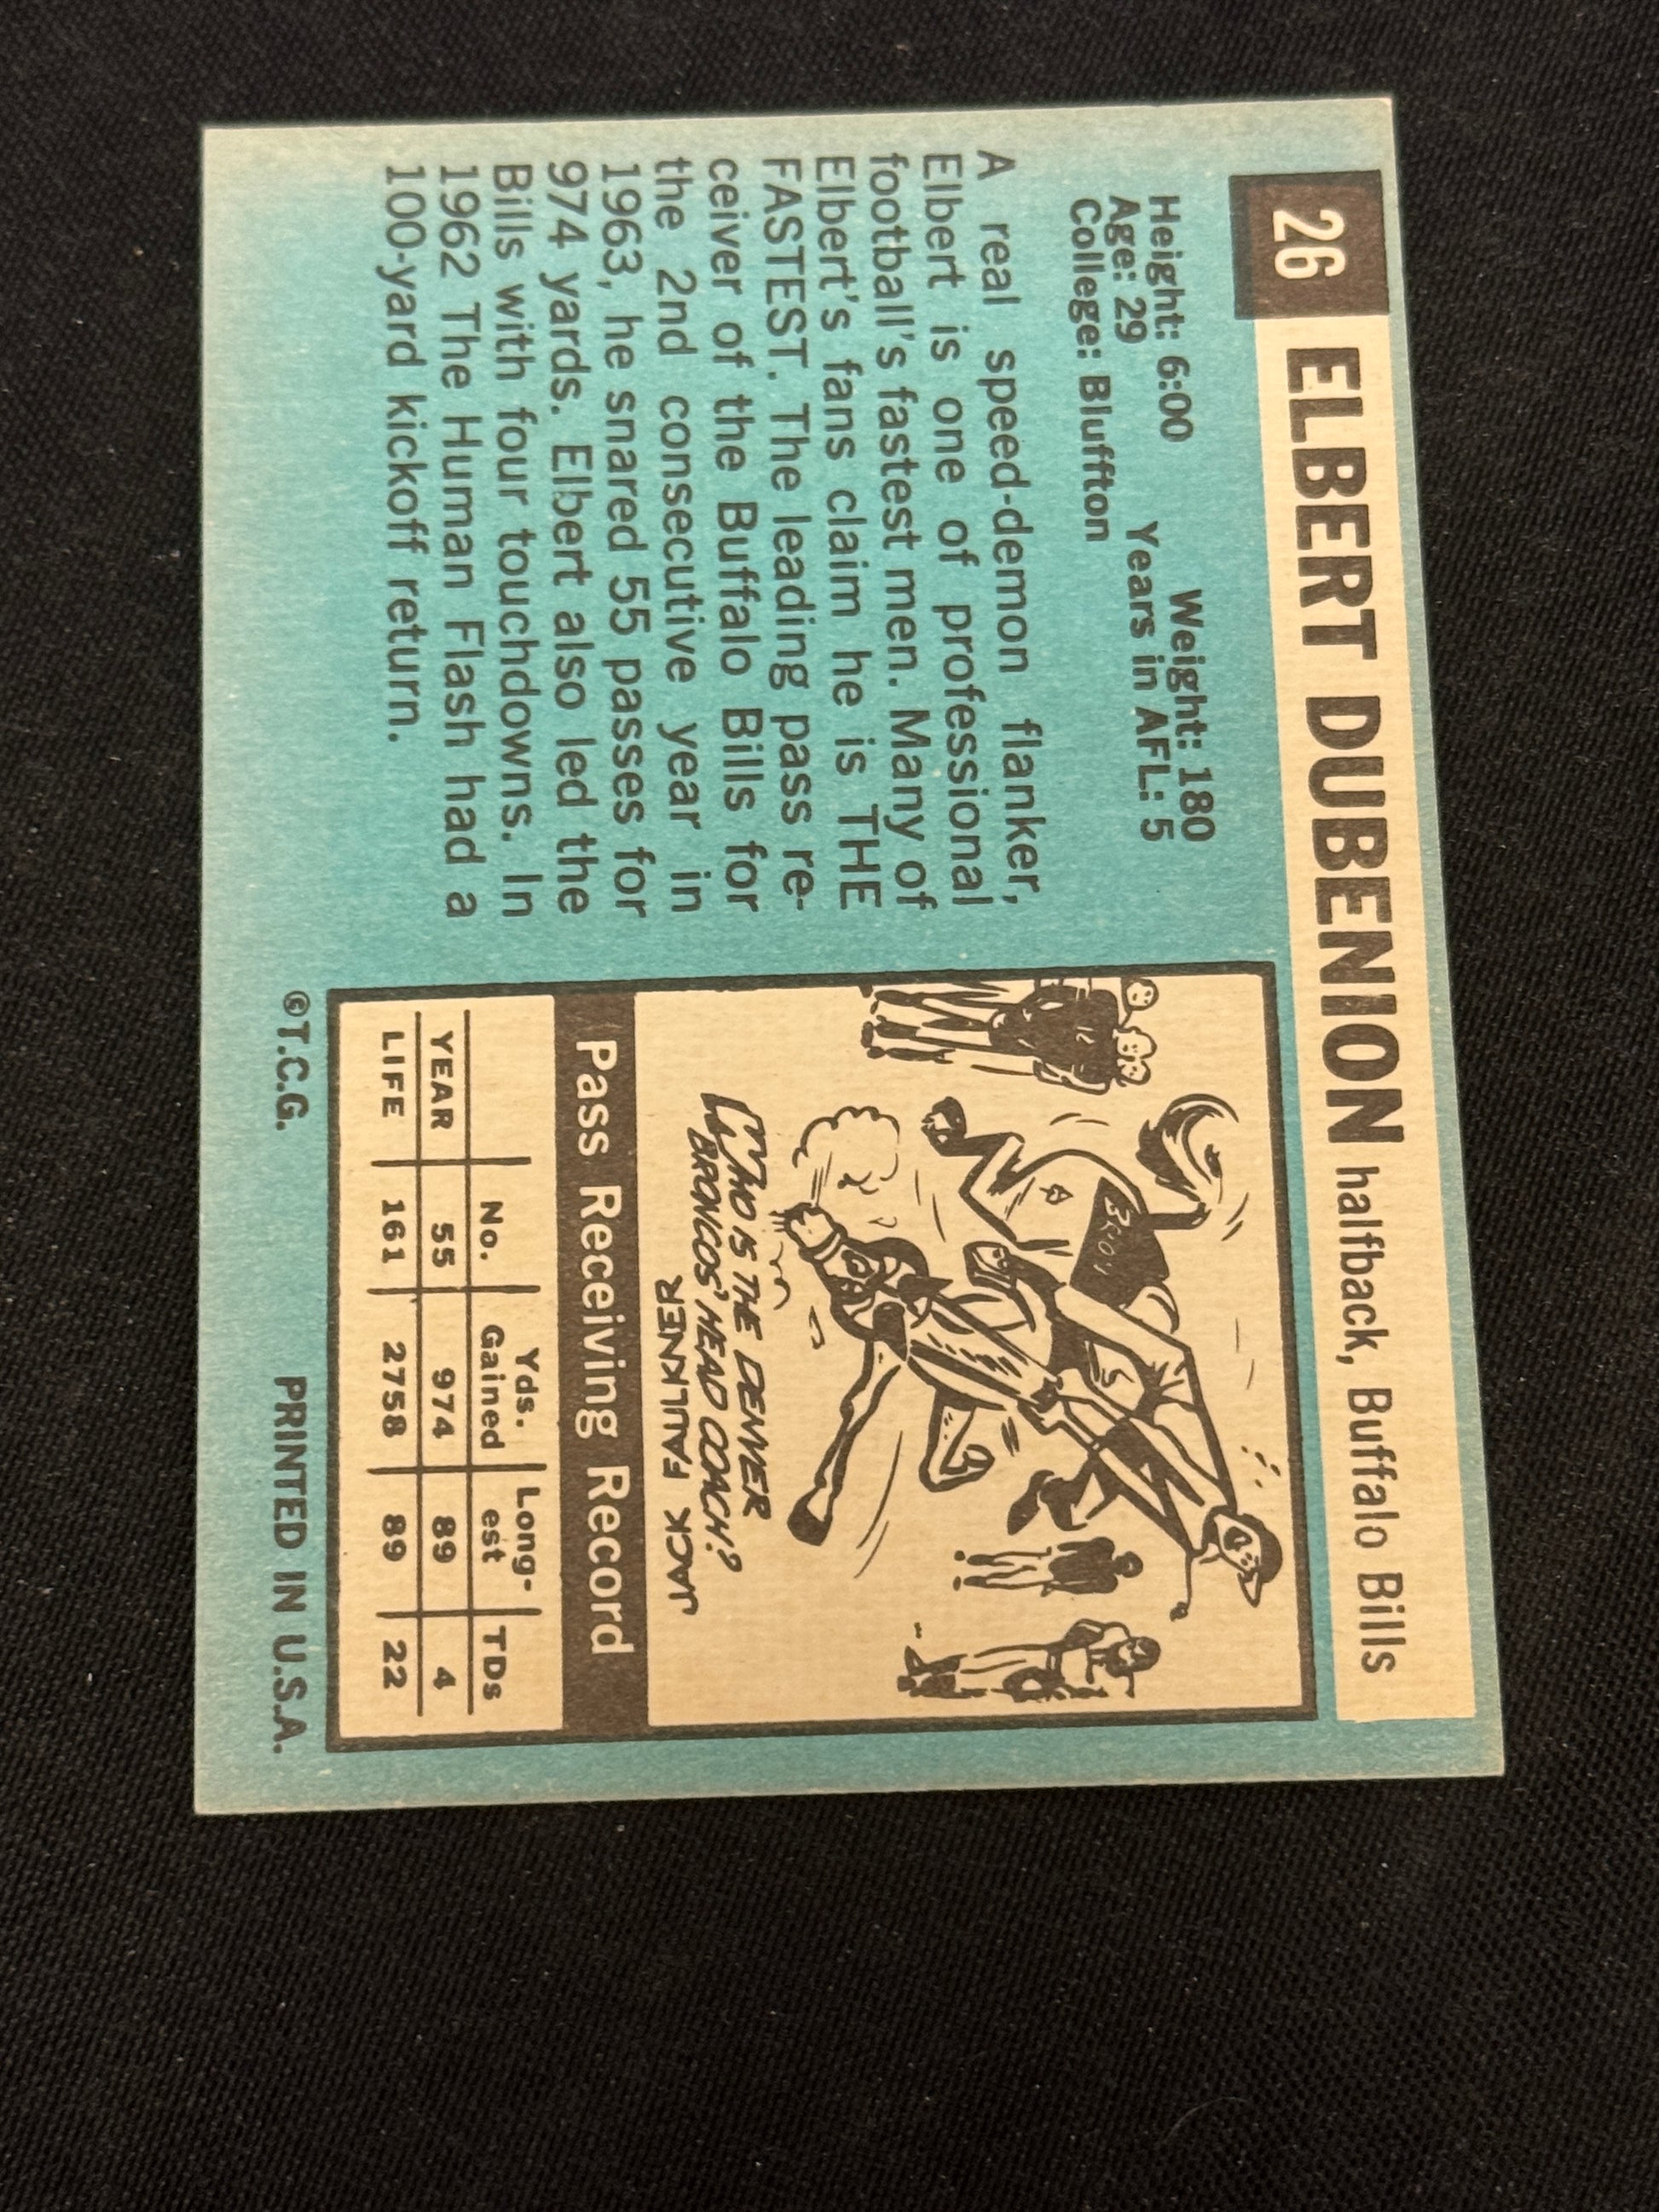 26 ELBERT DUBENION halfback, Buffalo Bills
Height: 6:00 Weight: 180
Age: 29 Years in AFL: 5
College: Bluffton
A real speed-demon flanker,
Elbert is one of professional
football's fastest men. Many of
Elbert's fans claim he is THE
FASTEST. The leading pass re-
ceiver of the Buffalo Bills for
the 2nd consecutive year in
1963, he snared 55 passes for
974 yards. Elbert also led the
Bills with four touchdowns. In
1962 The Human Flash had a
100-yard kickoff return.
BRON
WHO IS THE DENVER
BRONCOS' HEAD COACH?
JACK FAULKNER
Pass Receiving Record
No. Yds. Gained Long-est TDs
YEAR 55 974 89 4
LIFE 161 2758 89 22
©T.C.G. PRINTED IN U.S.A.